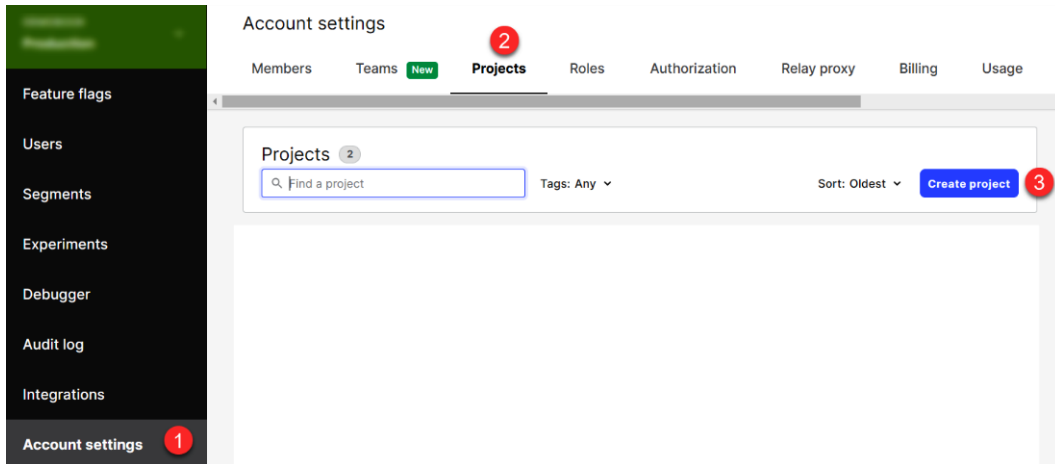 Account settings
2
Members Teams New Projects Roles Authorization Relay proxy Billing Usage
Feature flags
Users
Segments
Experiments
Debugger
Audit log
Integrations
Account settings 1
Projects 2
Find a project Tags: Any Sort: Oldest Create project 3